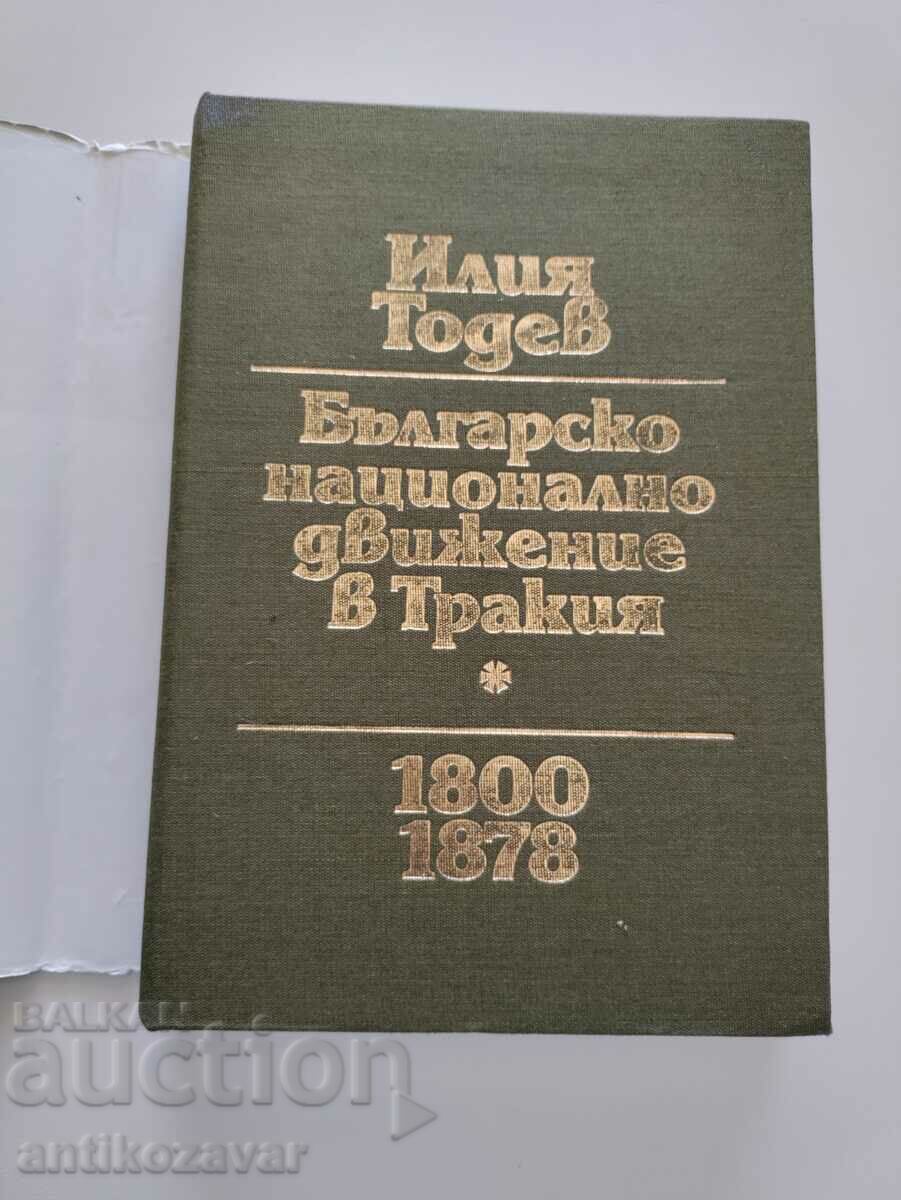 Илия
Тодев
Българско
национално
движение
в Тракия
1800
1878
BALKAN
auction
antikozavar